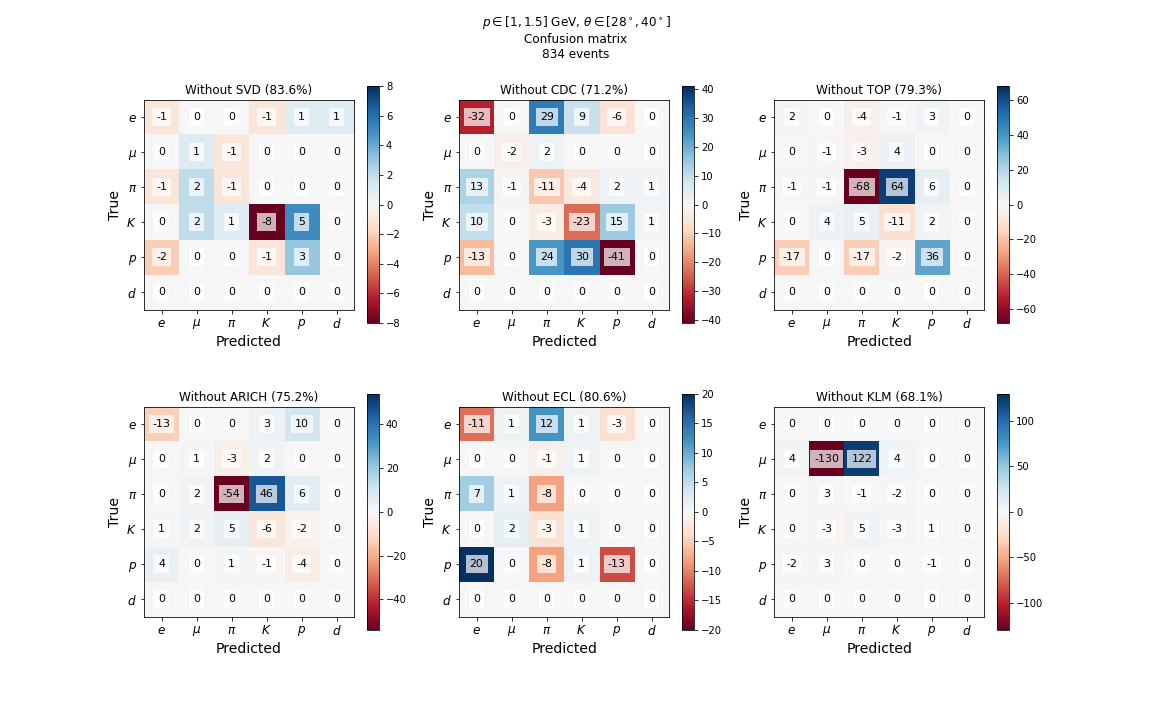 p ∈ [1, 1.5] GeV, θ ∈ [28°, 40°]
Confusion matrix
834 events
Without SVD (83.6%)
True
e -1 0 0 -1 1 1
μ 0 1 -1 0 0 0
π -1 2 -1 0 0 0
K 0 2 1 -8 5 0
p -2 0 0 -1 3 0
d 0 0 0 0 0 0
e μ π K p d
Predicted
8
6
4
2
0
−2
−4
−6
−8
Without CDC (71.2%)
True
e -32 0 29 9 -6 0
μ 0 -2 2 0 0 0
π 13 -1 -11 -4 2 1
K 10 0 -3 -23 15 1
p -13 0 24 30 -41 0
d 0 0 0 0 0 0
e μ π K p d
Predicted
40
30
20
10
0
−10
−20
−30
−40
Without TOP (79.3%)
True
e 2 0 -4 -1 3 0
μ 0 -1 -3 4 0 0
π -1 -1 -68 64 6 0
K 0 4 5 -11 2 0
p -17 0 -17 -2 36 0
d 0 0 0 0 0 0
e μ π K p d
Predicted
60
40
20
0
−20
−40
−60
Without ARICH (75.2%)
True
e -13 0 0 3 10 0
μ 0 1 -3 2 0 0
π 0 2 -54 46 6 0
K 1 2 5 -6 -2 0
p 4 0 1 -1 -4 0
d 0 0 0 0 0 0
e μ π K p d
Predicted
40
20
0
−20
−40
Without ECL (80.6%)
True
e -11 1 12 1 -3 0
μ 0 0 -1 1 0 0
π 7 1 -8 0 0 0
K 0 2 -3 1 0 0
p 20 0 -8 1 -13 0
d 0 0 0 0 0 0
e μ π K p d
Predicted
20
15
10
5
0
−5
−10
−15
−20
Without KLM (68.1%)
True
e 0 0 0 0 0 0
μ 4 -130 122 4 0 0
π 0 3 -1 -2 0 0
K 0 -3 5 -3 1 0
p -2 3 0 0 -1 0
d 0 0 0 0 0 0
e μ π K p d
Predicted
100
50
0
−50
−100